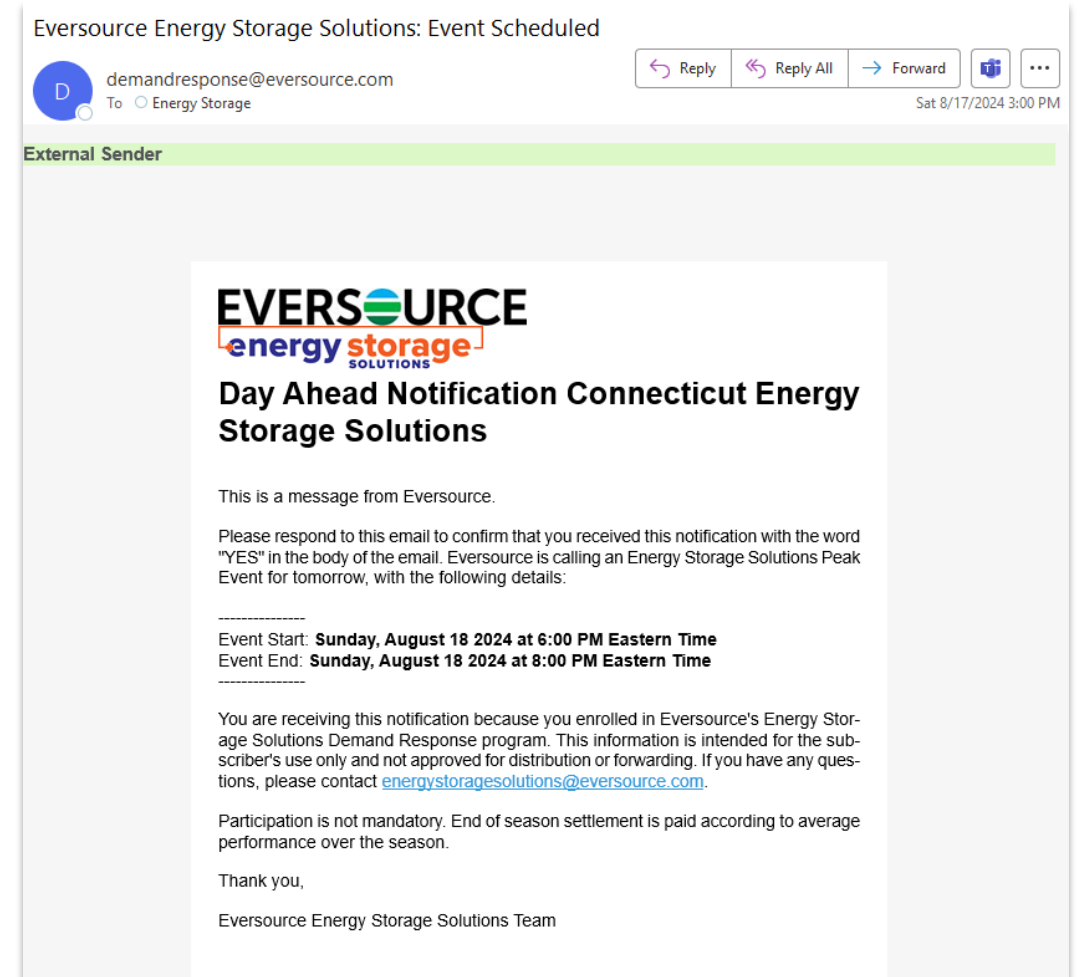 Eversource Energy Storage Solutions: Event Scheduled
D
demandresponse@eversource.com
To Energy Storage
Reply
Reply All
Forward
Sat 8/17/2024 3:00 PM
External Sender
EVERSOURCE
energy storage
SOLUTIONS
Day Ahead Notification Connecticut Energy
Storage Solutions
This is a message from Eversource.
Please respond to this email to confirm that you received this notification with the word
"YES" in the body of the email. Eversource is calling an Energy Storage Solutions Peak
Event for tomorrow, with the following details:
---------------
Event Start: Sunday, August 18 2024 at 6:00 PM Eastern Time
Event End: Sunday, August 18 2024 at 8:00 PM Eastern Time
---------------
You are receiving this notification because you enrolled in Eversource's Energy Stor-
age Solutions Demand Response program. This information is intended for the sub-
scriber's use only and not approved for distribution or forwarding. If you have any ques-
tions, please contact energystoragesolutions@eversource.com.
Participation is not mandatory. End of season settlement is paid according to average
performance over the season.
Thank you,
Eversource Energy Storage Solutions Team